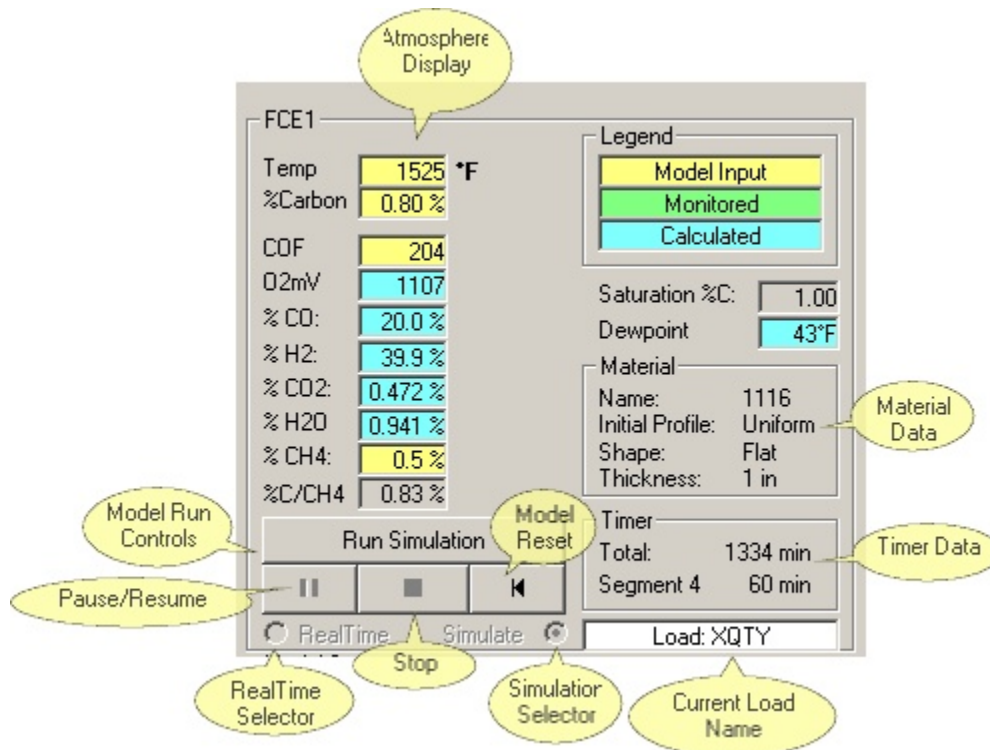 Atmosphere
Display
FCE1
Temp 1525 °F
%Carbon 0.80 %
COF 204
O2mV 1107
% CO: 20.0 %
% H2: 39.9 %
% CO2: 0.472 %
% H2O 0.941 %
% CH4: 0.5 %
%C/CH4 0.83 %
Legend
Model Input
Monitored
Calculated
Saturation %C: 1.00
Dewpoint 43°F
Material
Name: 1116
Initial Profile: Uniform
Shape: Flat
Thickness: 1 in
Material
Data
Model Run
Controls
Run Simulation
Model
Reset
Timer
Total: 1334 min
Segment 4 60 min
Timer Data
Pause/Resume
RealTime Simulate
Load: XQTY
Stop
RealTime
Selector
Simulation
Selector
Current Load
Name